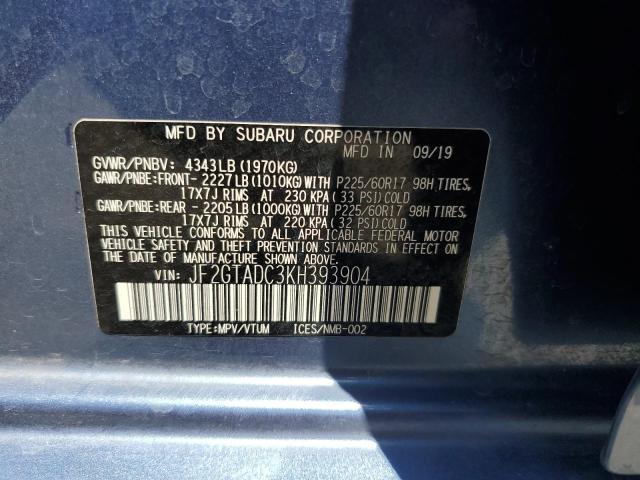 MFD BY SUBARU CORPORATION
MFD IN 09/19
GVWR/PNBV: 4343LB (1970KG)
GAWR/PNBE:FRONT- 2227LB(1010KG)WITH P225/60R17 98H TIRES,
17X7J RIMS AT 230 KPA(33 PSI)COLD
GAWR/PNBE:REAR - 2205LB(1000KG)WITH P225/60R17 98H TIRES,
17X7J RIMS AT 220 KPA(32 PSI)COLD
THIS VEHICLE CONFORMS TO ALL APPLICABLE FEDERAL MOTOR
VEHICLE SAFETY AND THEFT PREVENTION STANDARDS IN EFFECT
ON THE DATE OF MANUFACTURE SHOWN ABOVE.
VIN: JF2GTADC3KH393904
TYPE:MPV/VTUM ICES/NMB-002